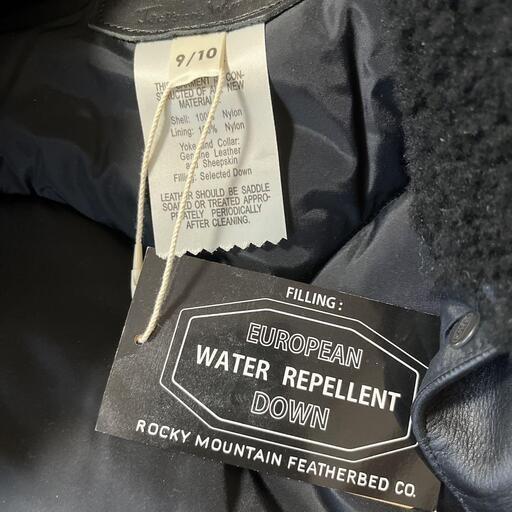 9/10
THIS GARMENT IS CON-
STRUCTED OF NEW
MATERIAL
Shell: 100% Nylon
Lining: 100% Nylon
Yoke and Collar:
Genuine Leather
and Sheepskin
Filling: Selected Down
LEATHER SHOULD BE SADDLE
SOAPED OR TREATED APPRO-
PRIATELY PERIODICALLY
AFTER CLEANING.
FILLING :
EUROPEAN
WATER REPELLENT
DOWN
ROCKY MOUNTAIN FEATHERBED CO.